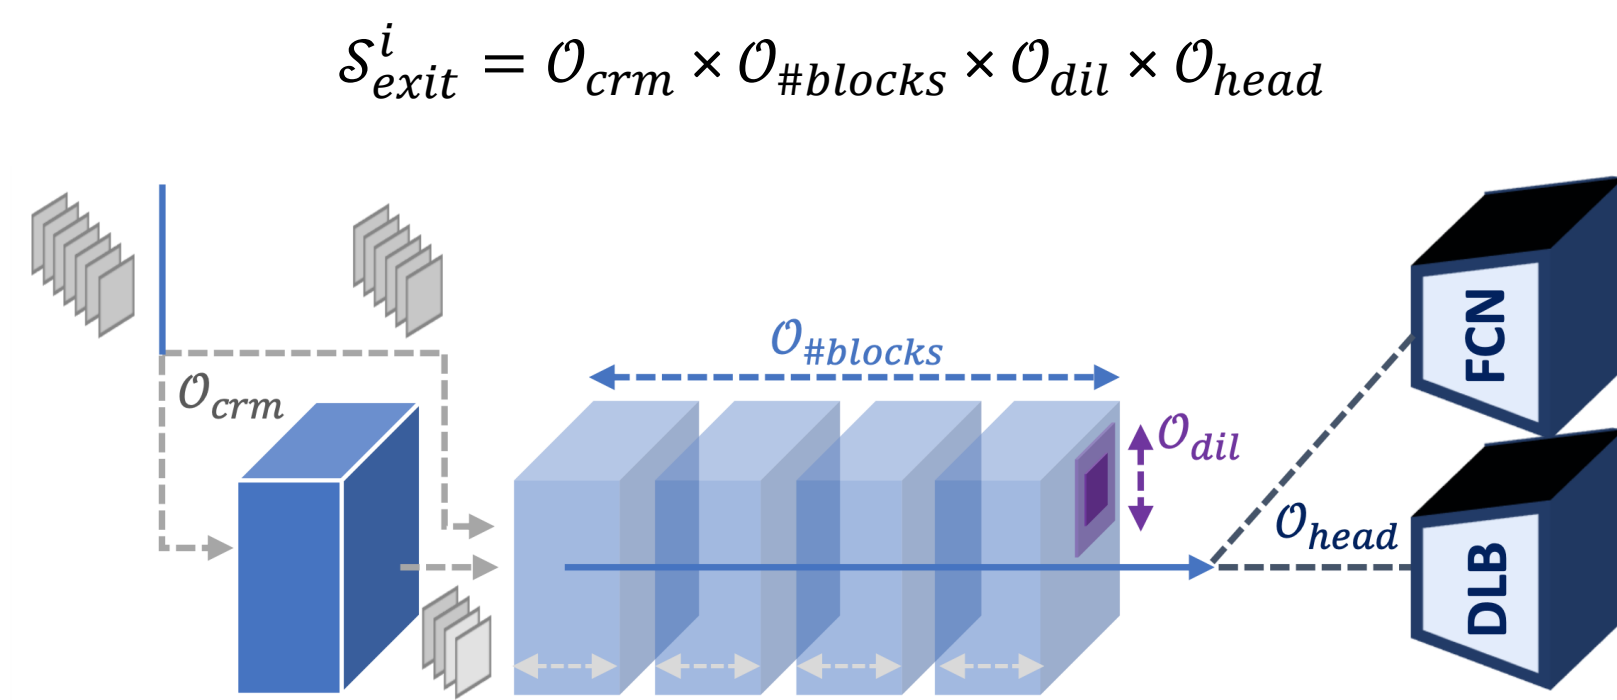 𝒮^i_exit = 𝒪_crm × 𝒪_#blocks × 𝒪_dil × 𝒪_head
𝒪_#blocks
𝒪_crm
𝒪_dil
𝒪_head
FCN
DLB